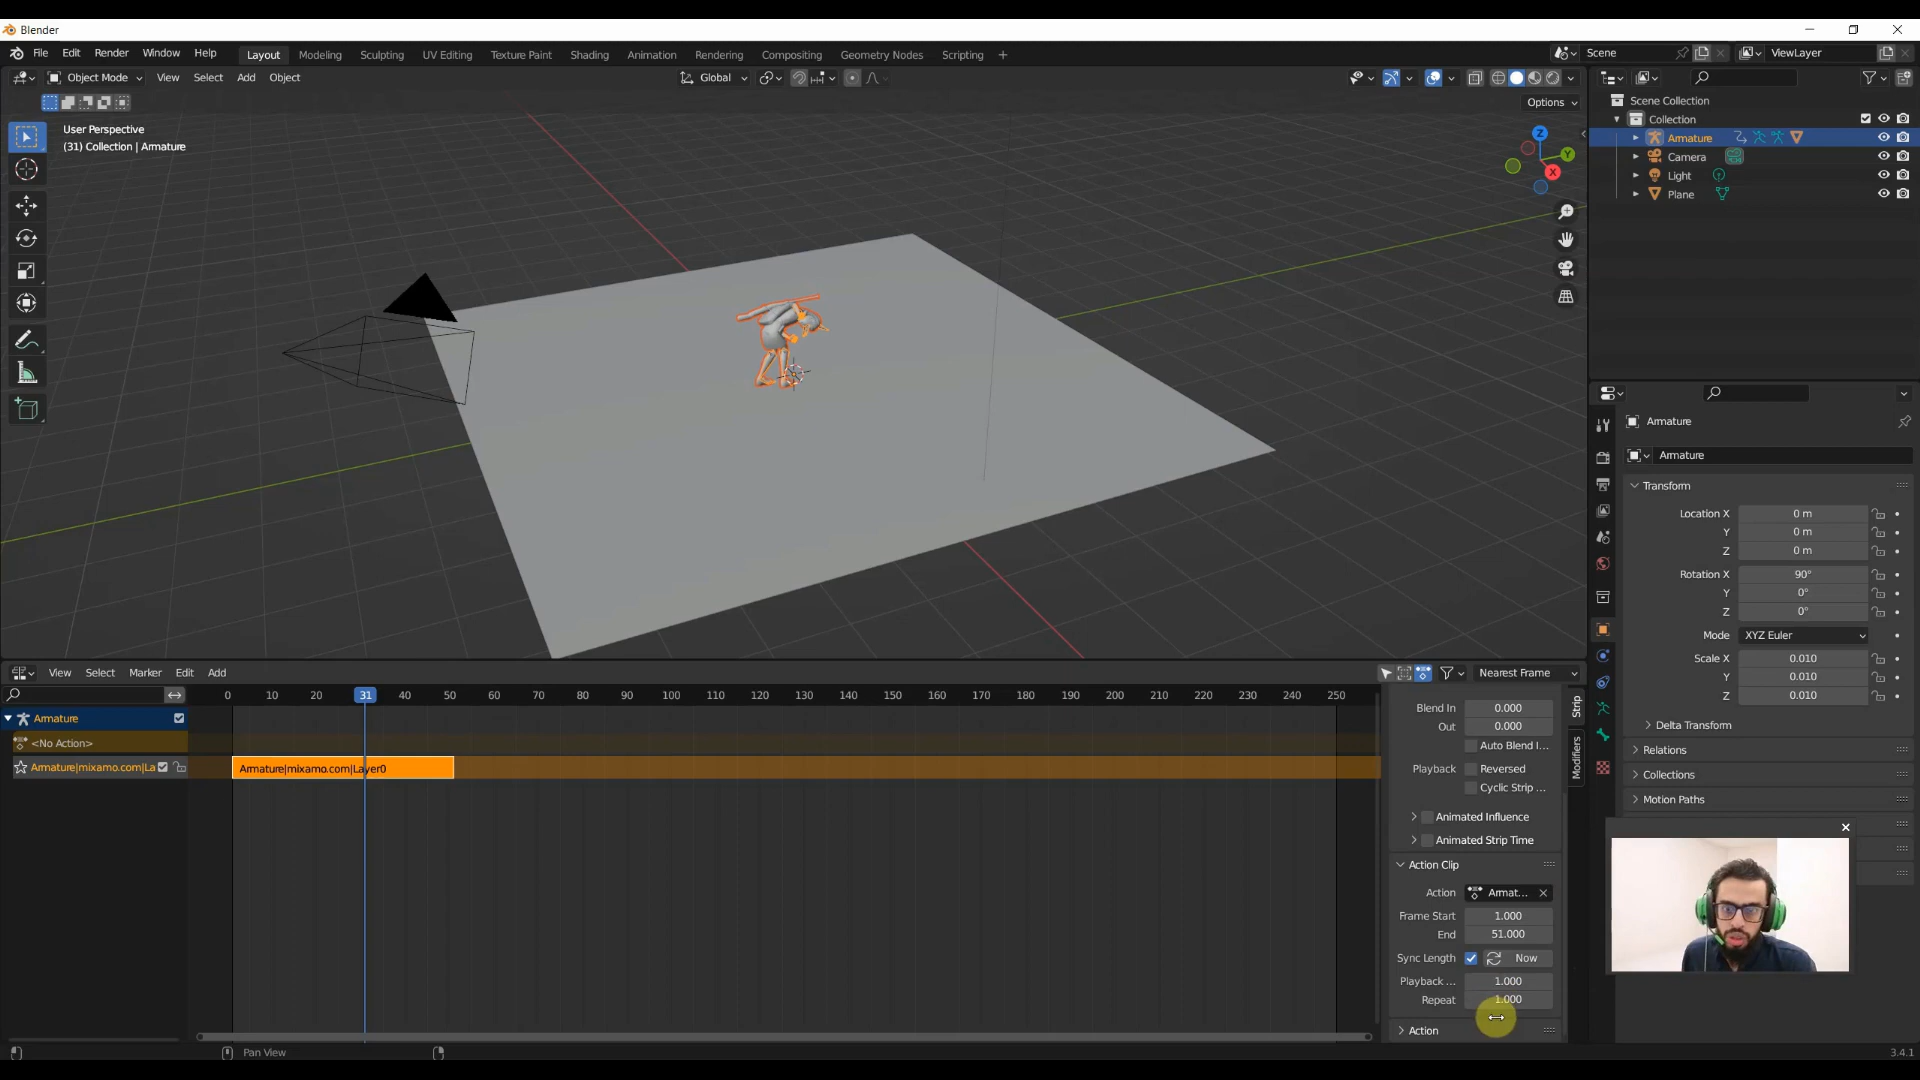 Blender
File Edit Render Window Help
Layout Modeling Sculpting UV Editing Texture Paint Shading Animation Rendering Compositing Geometry Nodes Scripting +
Scene
ViewLayer
Object Mode View Select Add Object
Global
Options
User Perspective
(31) Collection | Armature
Z
Y
X
Scene Collection
Collection
Armature
Camera
Light
Plane
Armature
Armature
Transform
Location X 0 m
Y 0 m
Z 0 m
Rotation X 90°
Y 0°
Z 0°
Mode XYZ Euler
Scale X 0.010
Y 0.010
Z 0.010
Delta Transform
Relations
Collections
Motion Paths
View Select Marker Edit Add
Nearest Frame
0 10 20 31 40 50 60 70 80 90 100 110 120 130 140 150 160 170 180 190 200 210 220 230 240 250
Armature
<No Action>
Armature|mixamo.com|La
Armature|mixamo.com|Layer0
Blend In 0.000
Out 0.000
Auto Blend I...
Playback Reversed
Cyclic Strip ...
Animated Influence
Animated Strip Time
Action Clip
Action Armat...
Frame Start 1.000
End 51.000
Sync Length Now
Playback ... 1.000
Repeat 1.000
Action
Strip
Modifiers
Pan View
3.4.1